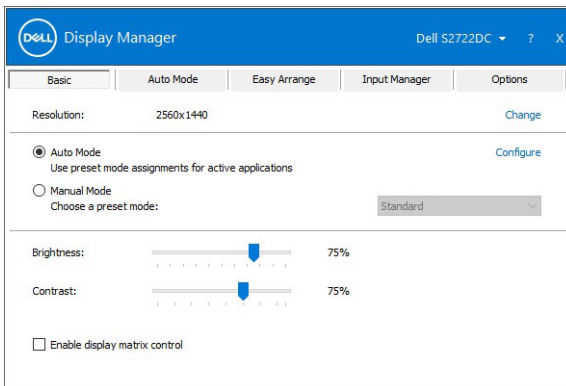 DELL Display Manager Dell S2722DC ? X
Basic Auto Mode Easy Arrange Input Manager Options
Resolution: 2560x1440 Change
Auto Mode Configure
Use preset mode assignments for active applications
Manual Mode
Choose a preset mode: Standard
Brightness: 75%
Contrast: 75%
Enable display matrix control